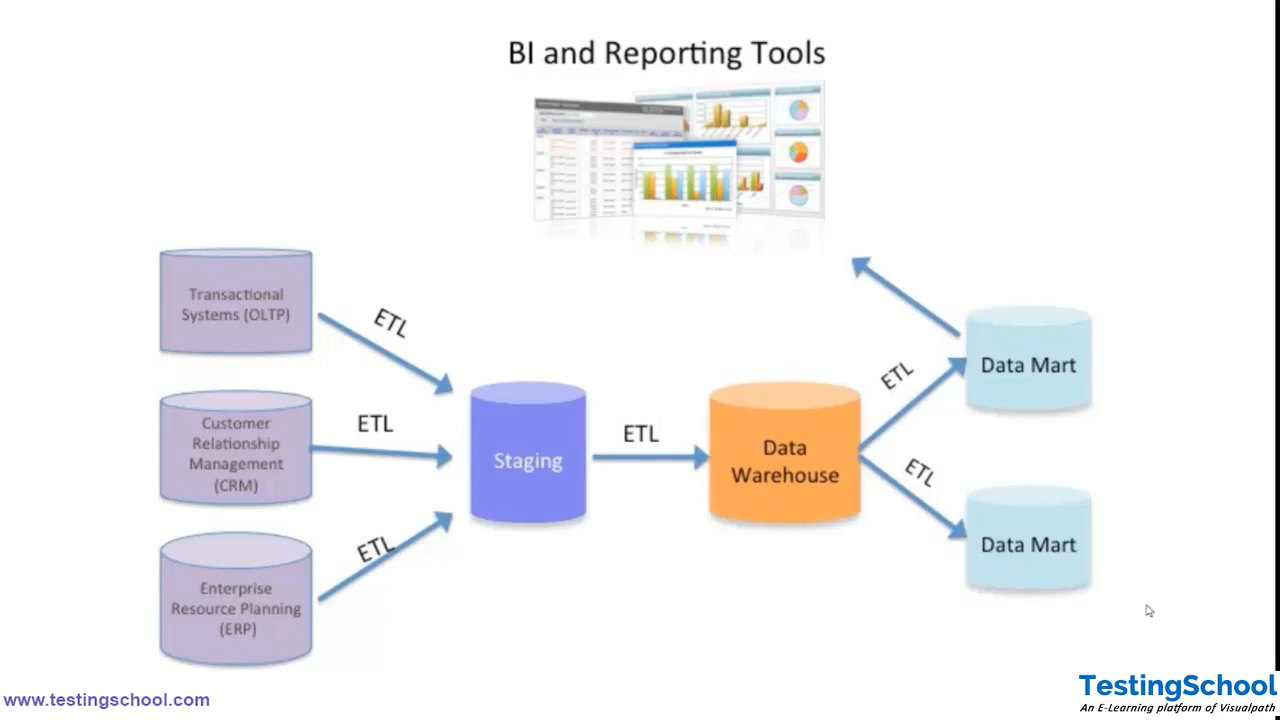 BI and Reporting Tools
Transactional
Systems (OLTP)
ETL
Customer
Relationship
Management
(CRM)
ETL
Enterprise
Resource Planning
(ERP)
ETL
Staging
ETL
Data
Warehouse
ETL
ETL
Data Mart
Data Mart
www.testingschool.com
TestingSchool
An E-Learning platform of Visualpath